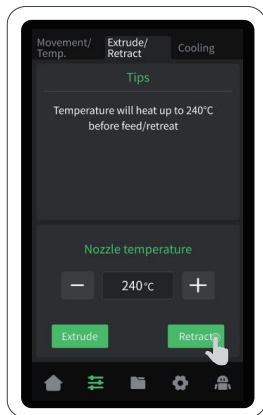 Movement/ Extrude/ Cooling
Temp. Retract
Tips
Temperature will heat up to 240°C
before feed/retreat
Nozzle temperature
− 240°C +
Extrude Retract